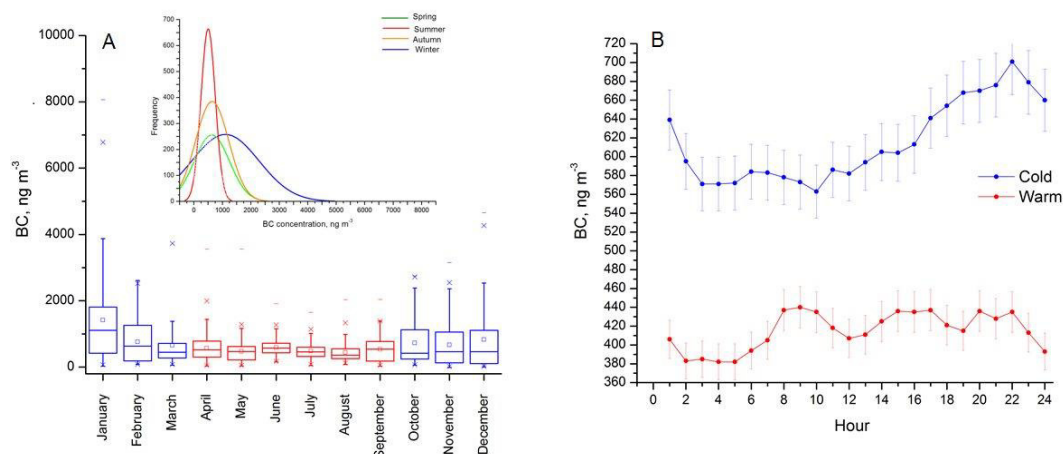 A
10000
8000
6000
4000
2000
0
BC, ng m-3
January
February
March
April
May
June
July
August
September
October
November
December
700
600
500
400
300
200
100
0
Frequency
0 1000 2000 3000 4000 5000 6000 7000 8000
BC concentration, ng m-3
Spring
Summer
Autumn
Winter
B
720
700
680
660
640
620
600
580
560
540
520
500
480
460
440
420
400
380
360
BC, ng m-3
0 2 4 6 8 10 12 14 16 18 20 22 24
Hour
Cold
Warm